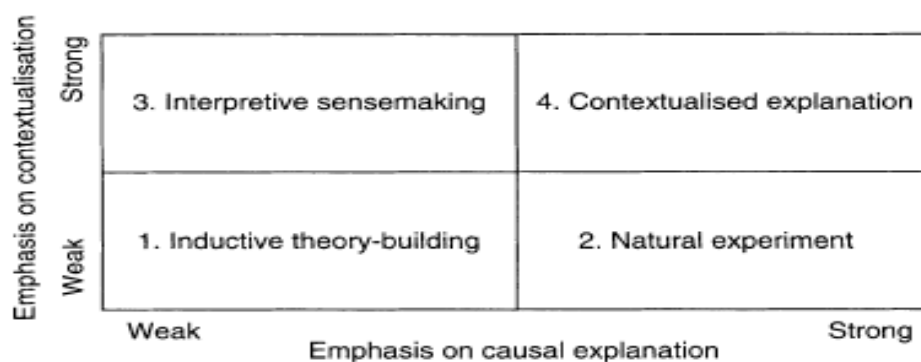 Emphasis on contextualisation
Strong
Weak
3. Interpretive sensemaking
4. Contextualised explanation
1. Inductive theory-building
2. Natural experiment
Weak
Strong
Emphasis on causal explanation